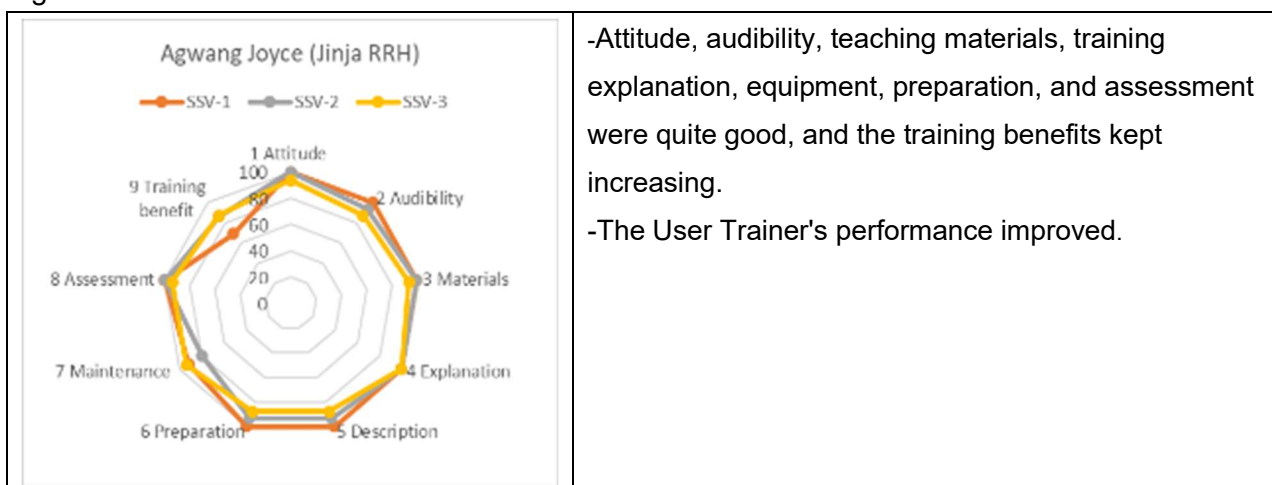 Agwang Joyce (Jinja RRH)
SSV-1 SSV-2 SSV-3
1 Attitude
2 Audibility
3 Materials
4 Explanation
5 Description
6 Preparation
7 Maintenance
8 Assessment
9 Training
benefit
100
80
60
40
20
0
-Attitude, audibility, teaching materials, training
explanation, equipment, preparation, and assessment
were quite good, and the training benefits kept
increasing.
-The User Trainer's performance improved.